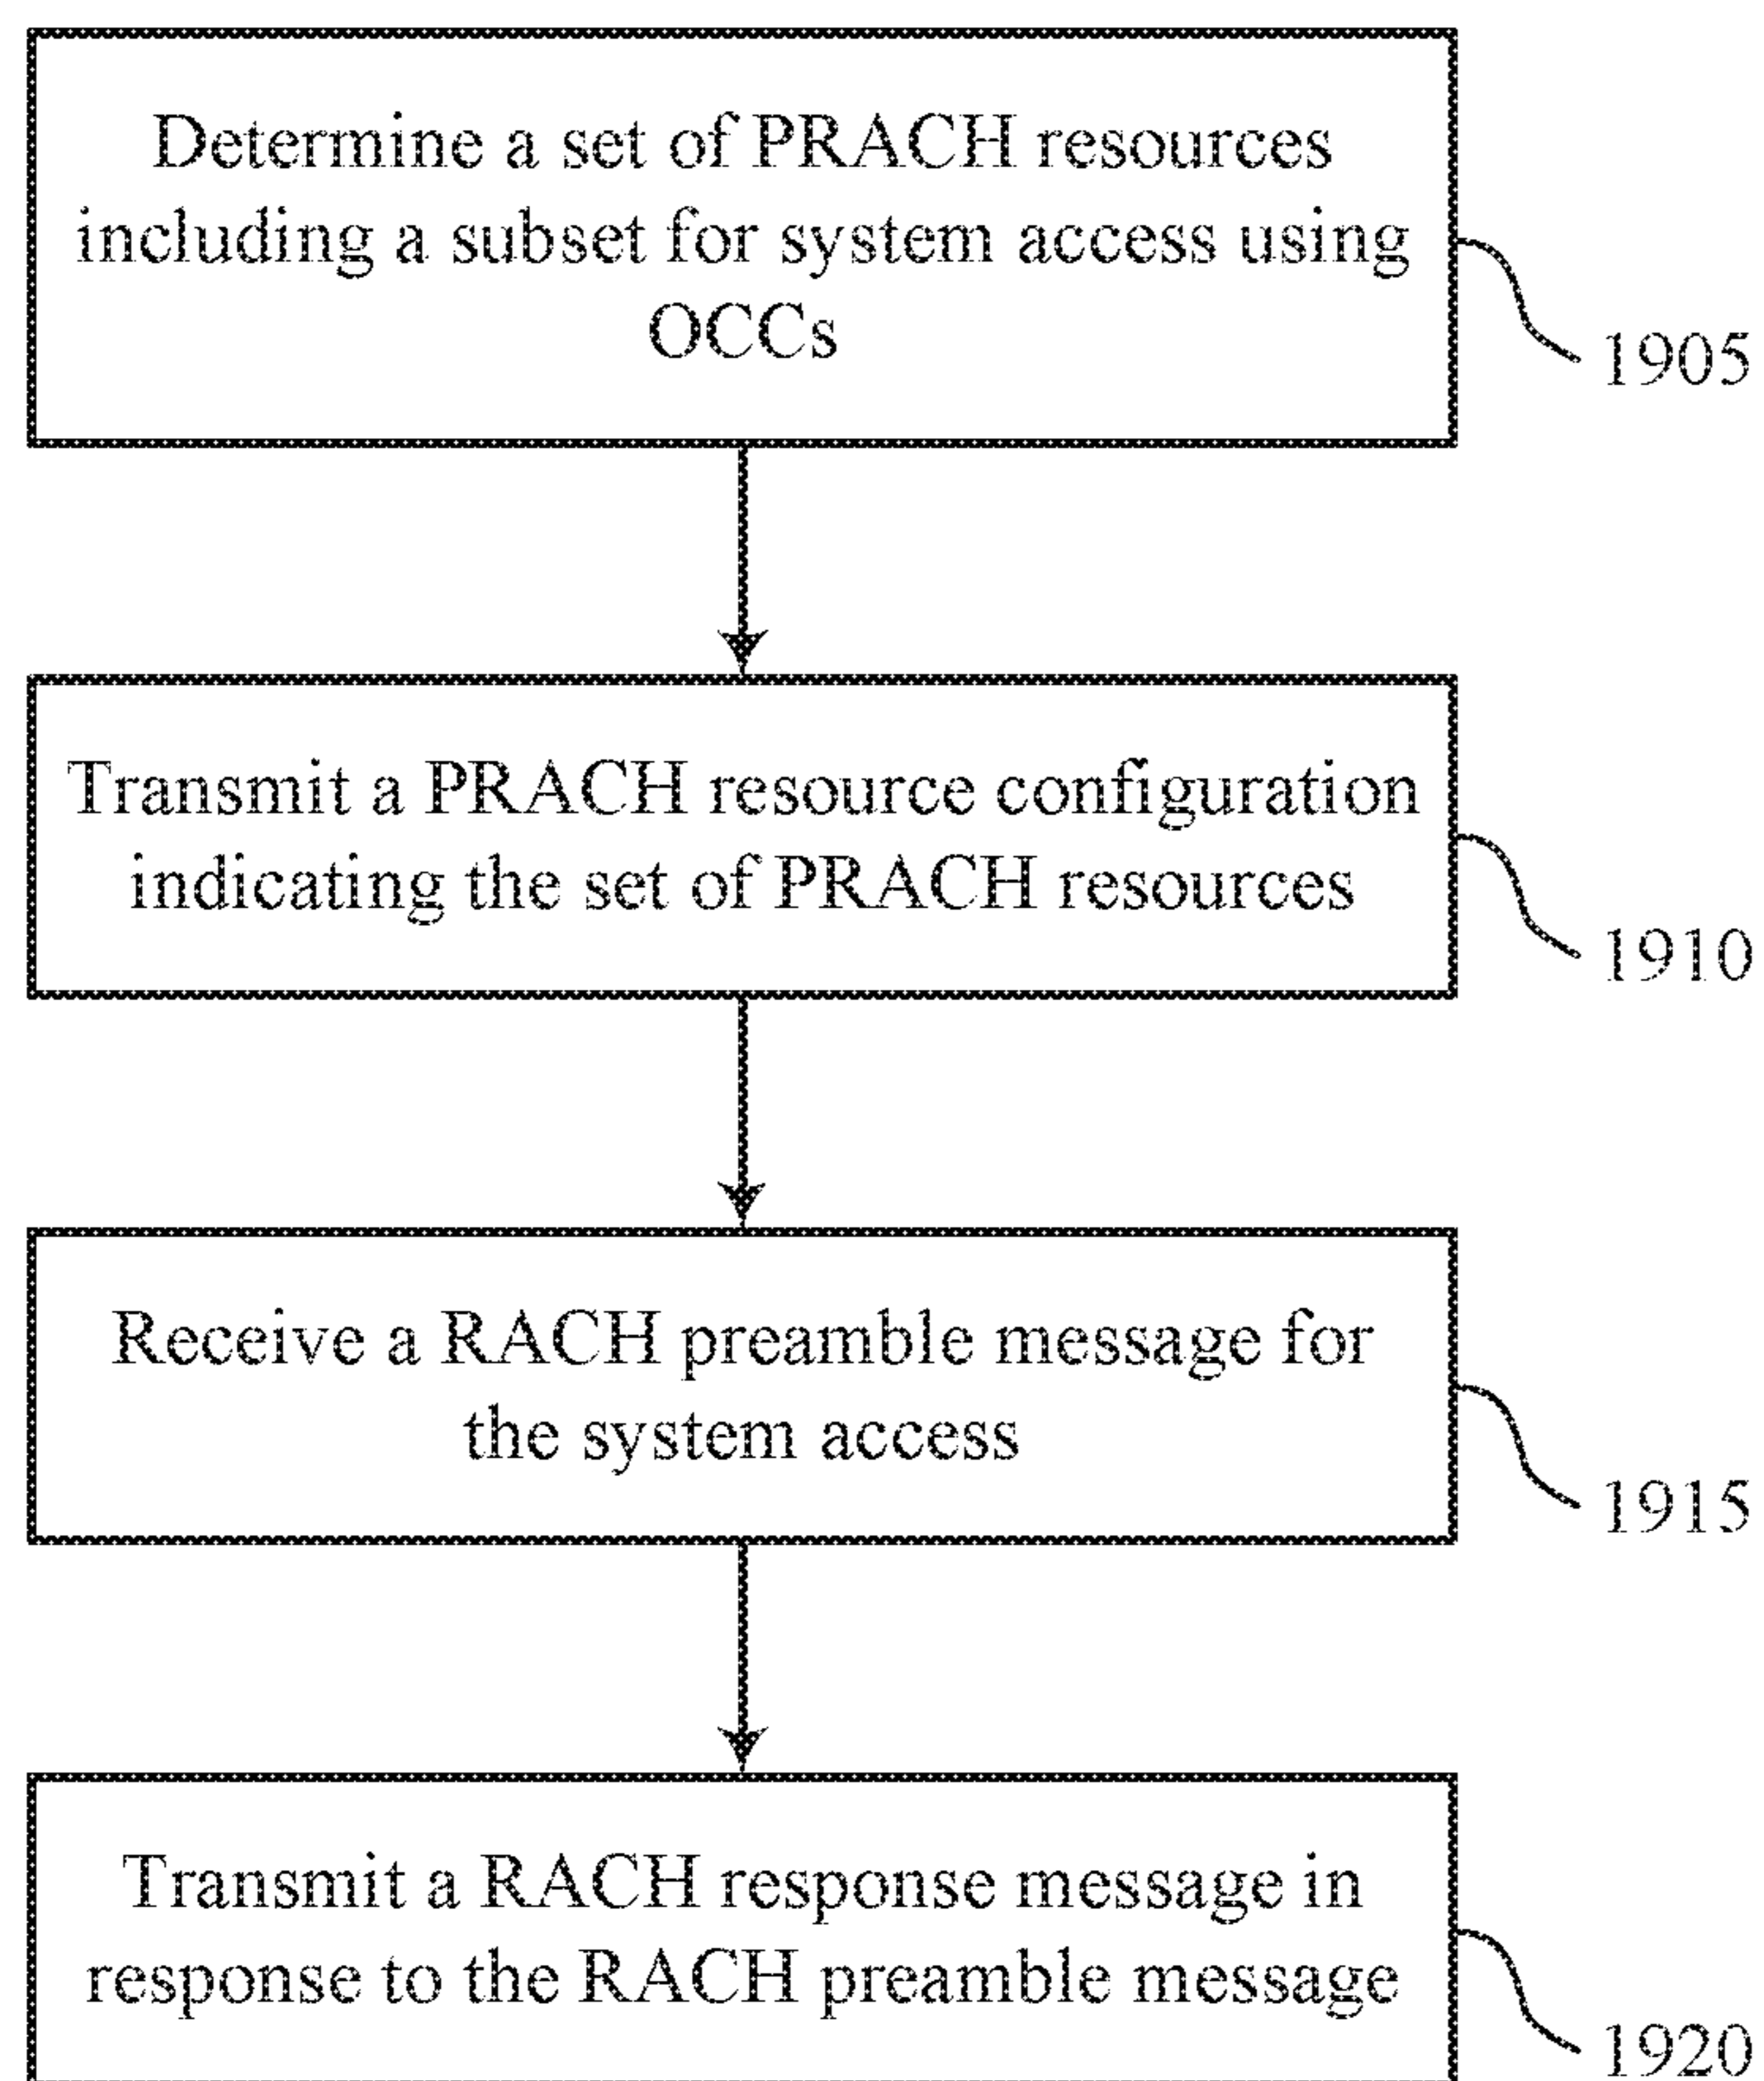 Determine a set of PRACH resources
including a subset for system access using
OCCs
1905
Transmit a PRACH resource configuration
indicating the set of PRACH resources
1910
Receive a RACH preamble message for
the system access
1915
Transmit a RACH response message in
response to the RACH preamble message
1920